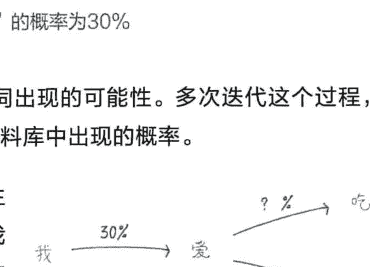 的概率为30%
同出现的可能性。多次迭代这个过程，
料库中出现的概率。
? % 吃
30%
我 爱